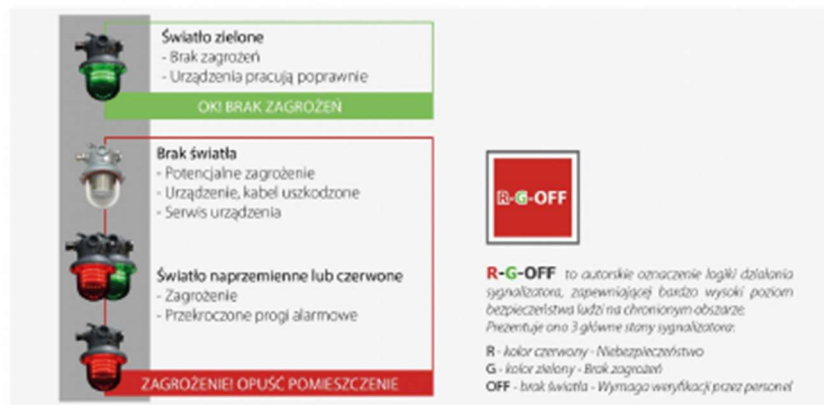 Światło zielone
- Brak zagrożeń
- Urządzenia pracują poprawnie
OK! BRAK ZAGROŻEŃ
Brak światła
- Potencjalne zagrożenie
- Urządzenie, kabel uszkodzone
- Serwis urządzenia
Światło naprzemienne lub czerwone
- Zagrożenie
- Przekroczone progi alarmowe
ZAGROŻENIE! OPUŚĆ POMIESZCZENIE
R-G-OFF
R-G-OFF to autorskie oznaczenie logiki działania
sygnalizatora, zapewniającej bardzo wysoki poziom
bezpieczeństwa ludzi na chronionym obszarze.
Prezentuje ono 3 główne stany sygnalizatora:
R - kolor czerwony - Niebezpieczeństwo
G - kolor zielony - Brak zagrożeń
OFF - brak światła - Wymaga weryfikacji przez personel